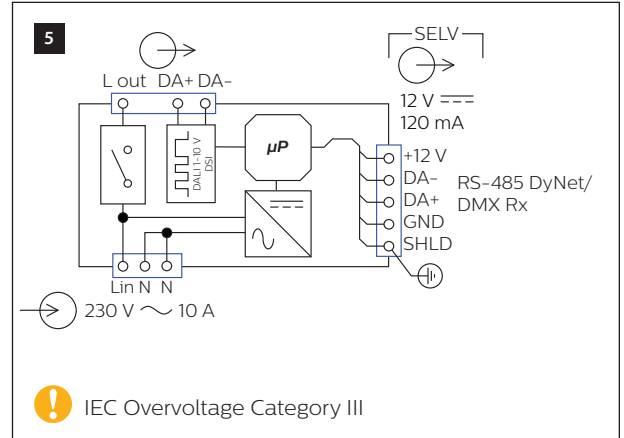 5
SELV
L out DA+ DA-
12 V
120 mA
DALI 1-10 V
DSI
µP
+12 V
DA-
DA+
GND
SHLD
RS-485 DyNet/
DMX Rx
Lin N N
230 V ~ 10 A
! IEC Overvoltage Category III